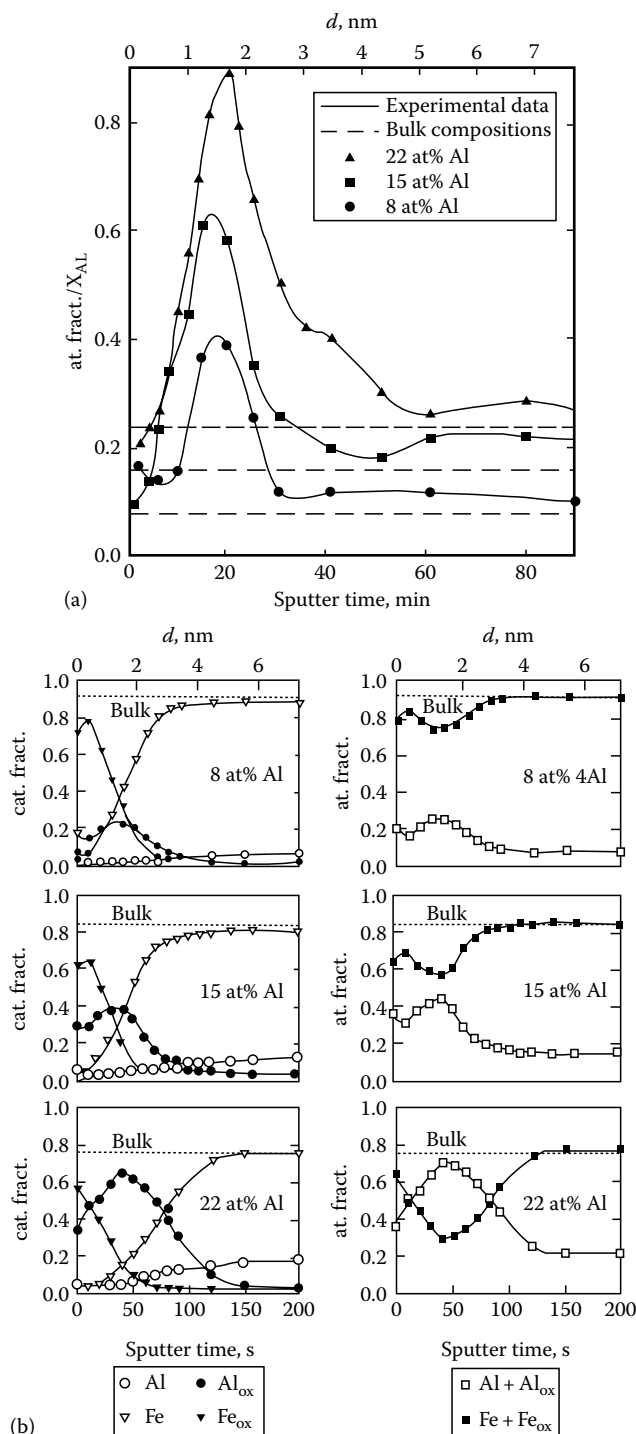 d, nm
0 1 2 3 4 5 6 7
0.8
0.6
0.4
0.2
0.0
at. fract./X_AL
Experimental data
Bulk compositions
22 at% Al
15 at% Al
8 at% Al
0 20 40 60 80
Sputter time, min
(a)
d, nm
0 2 4 6
1.0
0.8
0.6
0.4
0.2
0
cat. fract.
Bulk
8 at% Al
d, nm
0 2 4 6
1.0
0.8
0.6
0.4
0.2
0
at. fract.
Bulk
8 at% 4Al
1.0
0.8
0.6
0.4
0.2
0
cat. fract.
Bulk
15 at% Al
1.0
0.8
0.6
0.4
0.2
0
at. fract.
Bulk
15 at% Al
1.0
0.8
0.6
0.4
0.2
0.0
cat. fract.
Bulk
22 at% Al
0 50 100 150 200
Sputter time, s
1.0
0.8
0.6
0.4
0.2
0.0
at. fract.
Bulk
22 at% Al
0 50 100 150 200
Sputter time, s
Al Al_ox
Fe Fe_ox
Al + Al_ox
Fe + Fe_ox
(b)